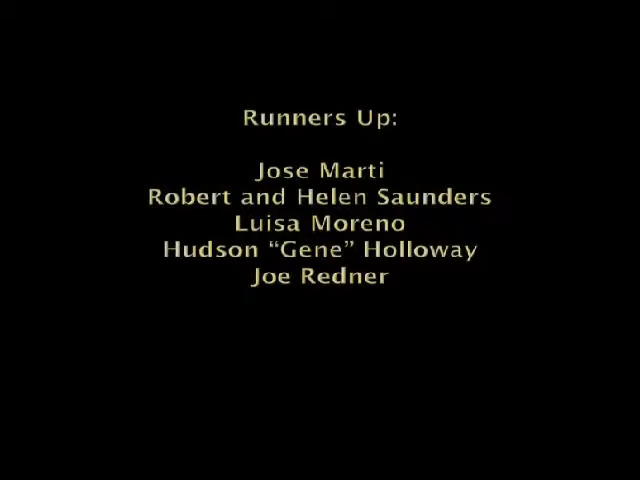 Runners Up:
Jose Marti
Robert and Helen Saunders
Luisa Moreno
Hudson “Gene” Holloway
Joe Redner